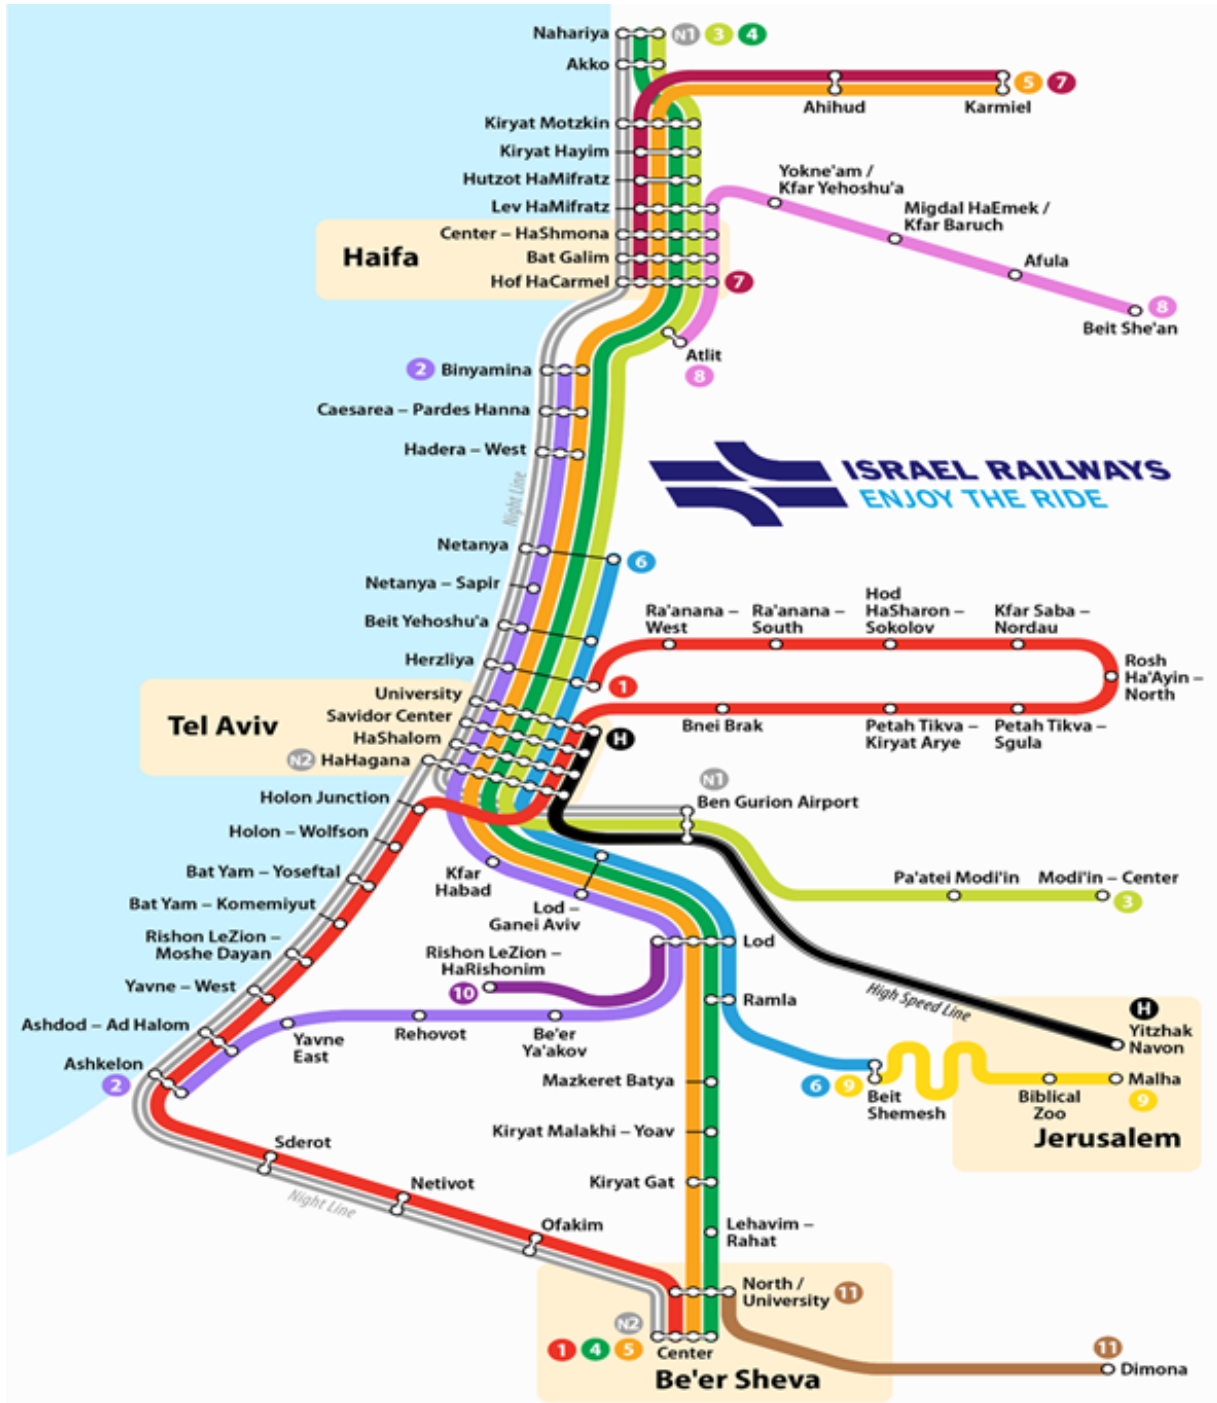 Nahariya
N1 3 4
Akko
5 7
Ahihud
Karmiel
Kiryat Motzkin
Kiryat Hayim
Hutzot HaMifratz
Lev HaMifratz
Yokne'am /
Kfar Yehoshu'a
Migdal HaEmek /
Kfar Baruch
Afula
8
Beit She'an
Haifa
Center – HaShmona
Bat Galim
Hof HaCarmel
7
Atlit
8
2 Binyamina
Caesarea – Pardes Hanna
Hadera – West
Night Line
ISRAEL RAILWAYS
ENJOY THE RIDE
Netanya
6
Netanya – Sapir
Beit Yehoshu'a
Herzliya
1
Ra'anana –
West
Ra'anana –
South
Hod
HaSharon –
Sokolov
Kfar Saba –
Nordau
Rosh
Ha'Ayin –
North
Bnei Brak
Petah Tikva –
Kiryat Arye
Petah Tikva –
Sgula
Tel Aviv
University
Savidor Center
HaShalom
N2 HaHagana
H
N1
Ben Gurion Airport
Holon Junction
Holon – Wolfson
Bat Yam – Yoseftal
Bat Yam – Komemiyut
Rishon LeZion –
Moshe Dayan
Yavne – West
Ashdod – Ad Halom
Ashkelon
2
Pa'atei Modi'in
Modi'in – Center
3
Kfar
Habad
Lod –
Ganei Aviv
Lod
Rishon LeZion –
HaRishonim
10
Ramla
High Speed Line
H
Yitzhak
Navon
Yavne
East
Rehovot
Be'er
Ya'akov
6 9
Beit
Shemesh
Biblical
Zoo
Malha
9
Jerusalem
Mazkeret Batya
Kiryat Malakhi – Yoav
Kiryat Gat
Lehavim –
Rahat
Sderot
Netivot
Ofakim
Night Line
North /
University
11
N2
1 4 5
Center
Be'er Sheva
11
Dimona